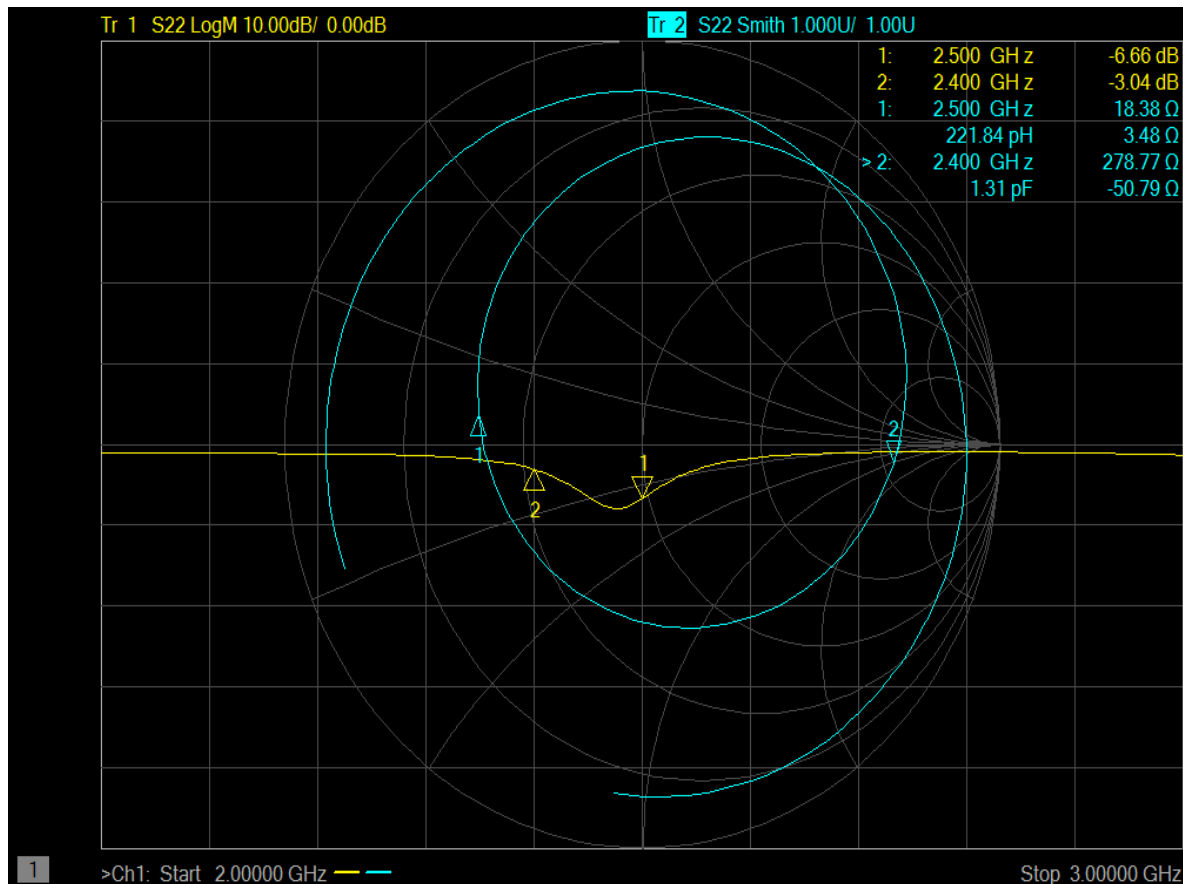 Tr 1 S22 LogM 10.00dB/ 0.00dB
Tr 2 S22 Smith 1.000U/ 1.00U
1: 2.500 GHz -6.66 dB
2: 2.400 GHz -3.04 dB
1: 2.500 GHz 18.38 Ω
221.84 pH 3.48 Ω
>2: 2.400 GHz 278.77 Ω
1.31 pF -50.79 Ω
2
1
1
2
1 >Ch1: Start 2.00000 GHz Stop 3.00000 GHz